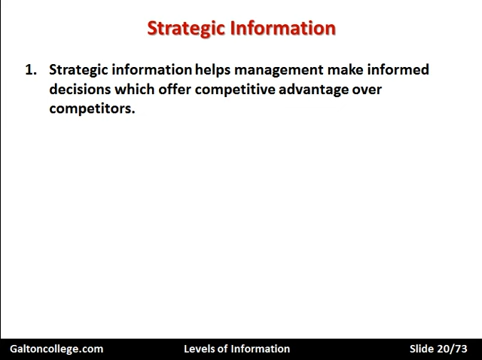 Strategic Information
1. Strategic information helps management make informed
decisions which offer competitive advantage over
competitors.
Galtoncollege.com Levels of Information Slide 20/73